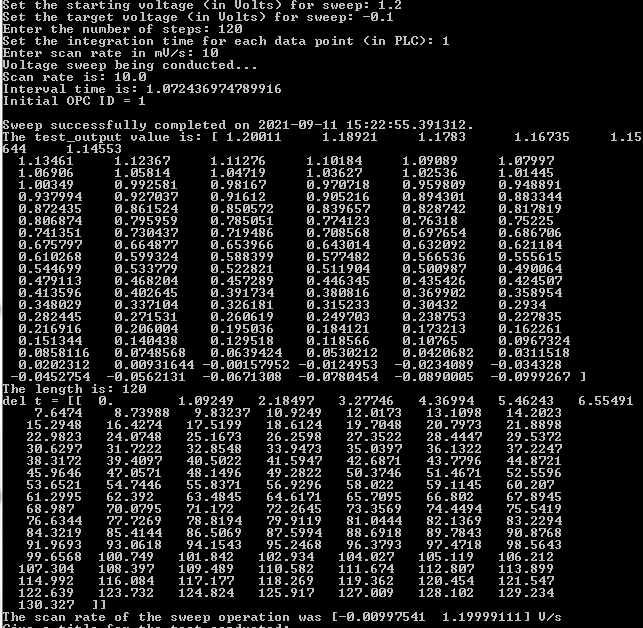 Set the starting voltage (in Volts) for sweep: 1.2
Set the target voltage (in Volts) for sweep: -0.1
Enter the number of steps: 120
Set the integration time for each data point (in PLC): 1
Enter scan rate in mV/s: 10
Voltage sweep being conducted...
Scan rate is: 10.0
Interval time is: 1.072436974789916
Initial OPC ID = 1
Sweep successfully completed on 2021-09-11 15:22:55.391312.
The test_output value is: [ 1.20011 1.18921 1.1783 1.16735 1.15
644 1.14553
1.13461 1.12367 1.11276 1.10184 1.09089 1.07997
1.06906 1.05814 1.04719 1.03627 1.02536 1.01445
1.00349 0.992581 0.98167 0.970718 0.959809 0.948891
0.937994 0.927037 0.91612 0.905216 0.894301 0.883344
0.872435 0.861524 0.850572 0.839657 0.828742 0.817819
0.806874 0.795959 0.785051 0.774123 0.76318 0.75225
0.741351 0.730437 0.719486 0.708568 0.697654 0.686706
0.675797 0.664877 0.653966 0.643014 0.632092 0.621184
0.610268 0.599324 0.588399 0.577482 0.566536 0.555615
0.544699 0.533779 0.522821 0.511904 0.500987 0.490064
0.479113 0.468204 0.457289 0.446345 0.435426 0.424507
0.413596 0.402645 0.391734 0.380816 0.369902 0.358954
0.348029 0.337104 0.326181 0.315233 0.30432 0.2934
0.282445 0.271531 0.260619 0.249703 0.238753 0.227835
0.216916 0.206004 0.195036 0.184121 0.173213 0.162261
0.151344 0.140438 0.129518 0.118566 0.10765 0.0967324
0.0858116 0.0748568 0.0639424 0.0530212 0.0420682 0.0311518
0.0202312 0.00931644 -0.00157952 -0.0124953 -0.0234089 -0.034328
-0.0452754 -0.0562131 -0.0671308 -0.0780454 -0.0890005 -0.0999267 ]
The length is: 120
del t = [[ 0. 1.09249 2.18497 3.27746 4.36994 5.46243 6.55491
7.6474 8.73988 9.83237 10.9249 12.0173 13.1098 14.2023
15.2948 16.4274 17.5199 18.6124 19.7048 20.7973 21.8898
22.9823 24.0748 25.1673 26.2598 27.3522 28.4447 29.5372
30.6297 31.7222 32.8548 33.9473 35.0397 36.1322 37.2247
38.3172 39.4097 40.5022 41.5947 42.6871 43.7796 44.8721
45.9646 47.0571 48.1496 49.2822 50.3746 51.4671 52.5596
53.6521 54.7446 55.8371 56.9296 58.022 59.1145 60.207
61.2995 62.392 63.4845 64.6171 65.7095 66.802 67.8945
68.987 70.0795 71.172 72.2645 73.3569 74.4494 75.5419
76.6344 77.7269 78.8194 79.9119 81.0444 82.1369 83.2294
84.3219 85.4144 86.5069 87.5994 88.6918 89.7843 90.8768
91.9693 93.0618 94.1543 95.2468 96.3793 97.4718 98.5643
99.6568 100.749 101.842 102.934 104.027 105.119 106.212
107.304 108.397 109.489 110.582 111.674 112.807 113.899
114.992 116.084 117.177 118.269 119.362 120.454 121.547
122.639 123.732 124.824 125.917 127.009 128.102 129.234
130.327 ]]
The scan rate of the sweep operation was [-0.00997541 1.19999111] V/s
Give a title for the test conducted: